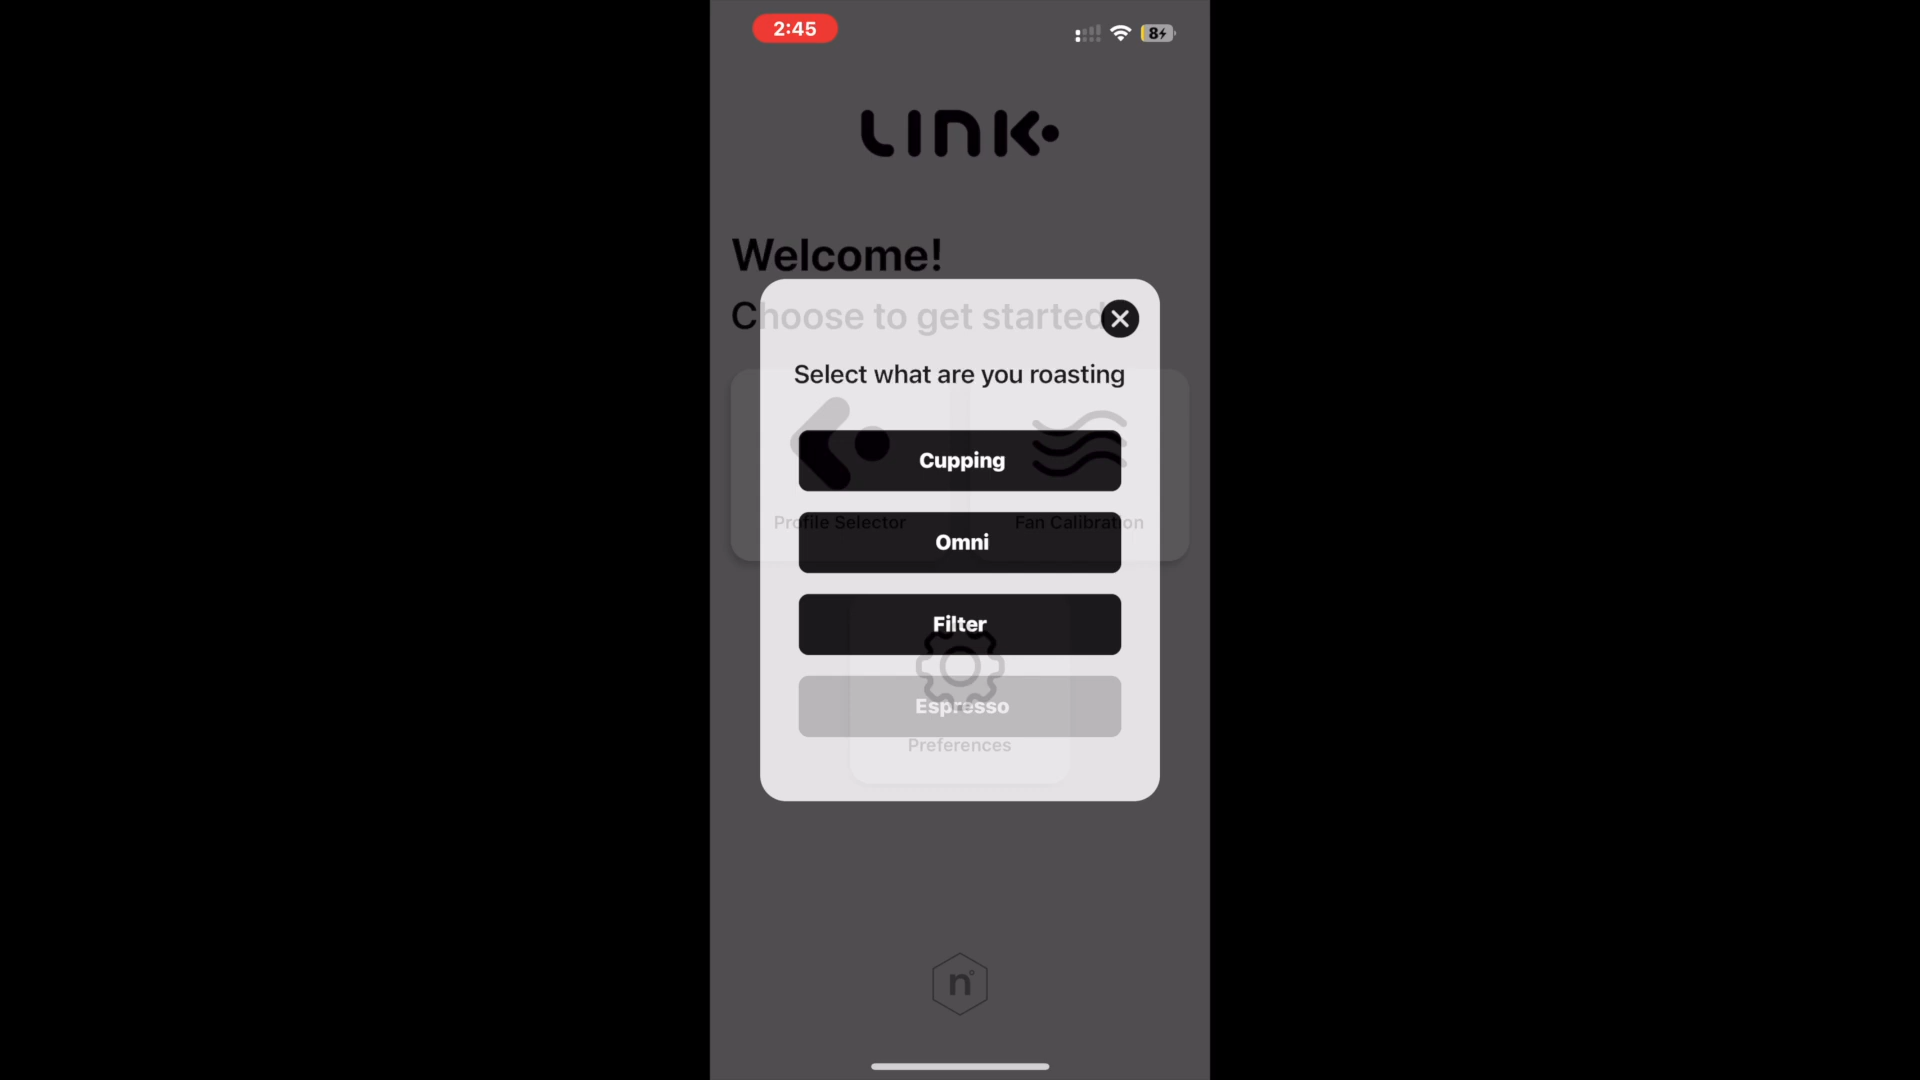 2:45
8
LINK
Welcome!
Choose to get started
Select what are you roasting
Cupping
Profile Selector
Fan Calibration
Omni
Filter
Espresso
Preferences
n°